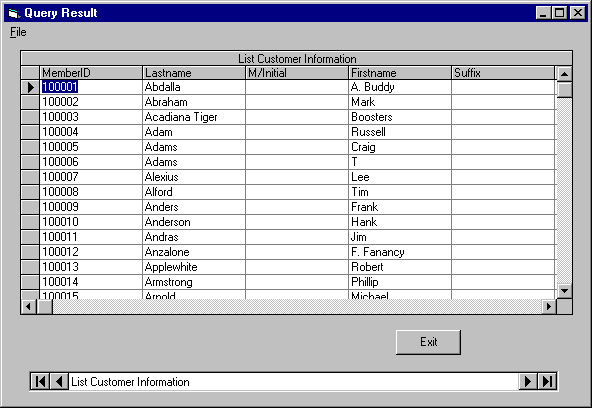 Query Result
File
List Customer Information
MemberID Lastname M/Initial Firstname Suffix
100001 Abdalla A. Buddy
100002 Abraham Mark
100003 Acadiana Tiger Boosters
100004 Adam Russell
100005 Adams Craig
100006 Adams T
100007 Alexius Lee
100008 Alford Tim
100009 Anders Frank
100010 Anderson Hank
100011 Andras Jim
100012 Anzalone F. Fanancy
100013 Applewhite Robert
100014 Armstrong Phillip
100015 Arnold Michael
Exit
List Customer Information